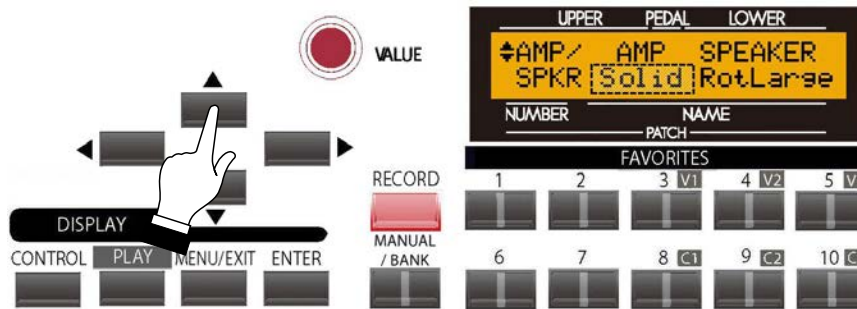 UPPER PEDAL LOWER
VALUE
AMP/ AMP SPEAKER
SPKR Solid RotLarge
NUMBER NAME
PATCH
FAVORITES
RECORD
1 2 3 V1 4 V2 5 V
DISPLAY
MANUAL
/ BANK
CONTROL PLAY MENU/EXIT ENTER
6 7 8 C1 9 C2 10 C